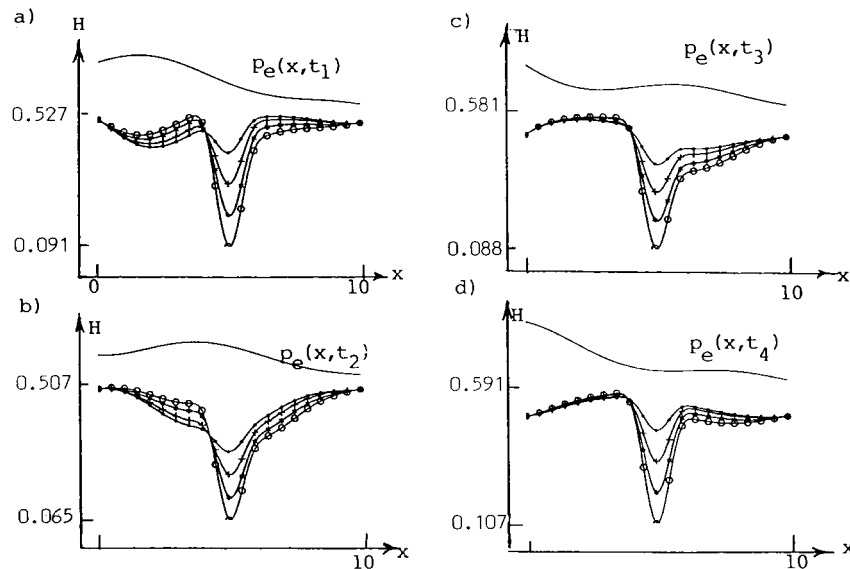 a)
H
p_e(x,t_1)
0.527
0.091
0
10
x
b)
H
p_e(x,t_2)
0.507
0.065
10
x
c)
H
p_e(x,t_3)
0.581
0.088
10
x
d)
H
p_e(x,t_4)
0.591
0.107
10
x